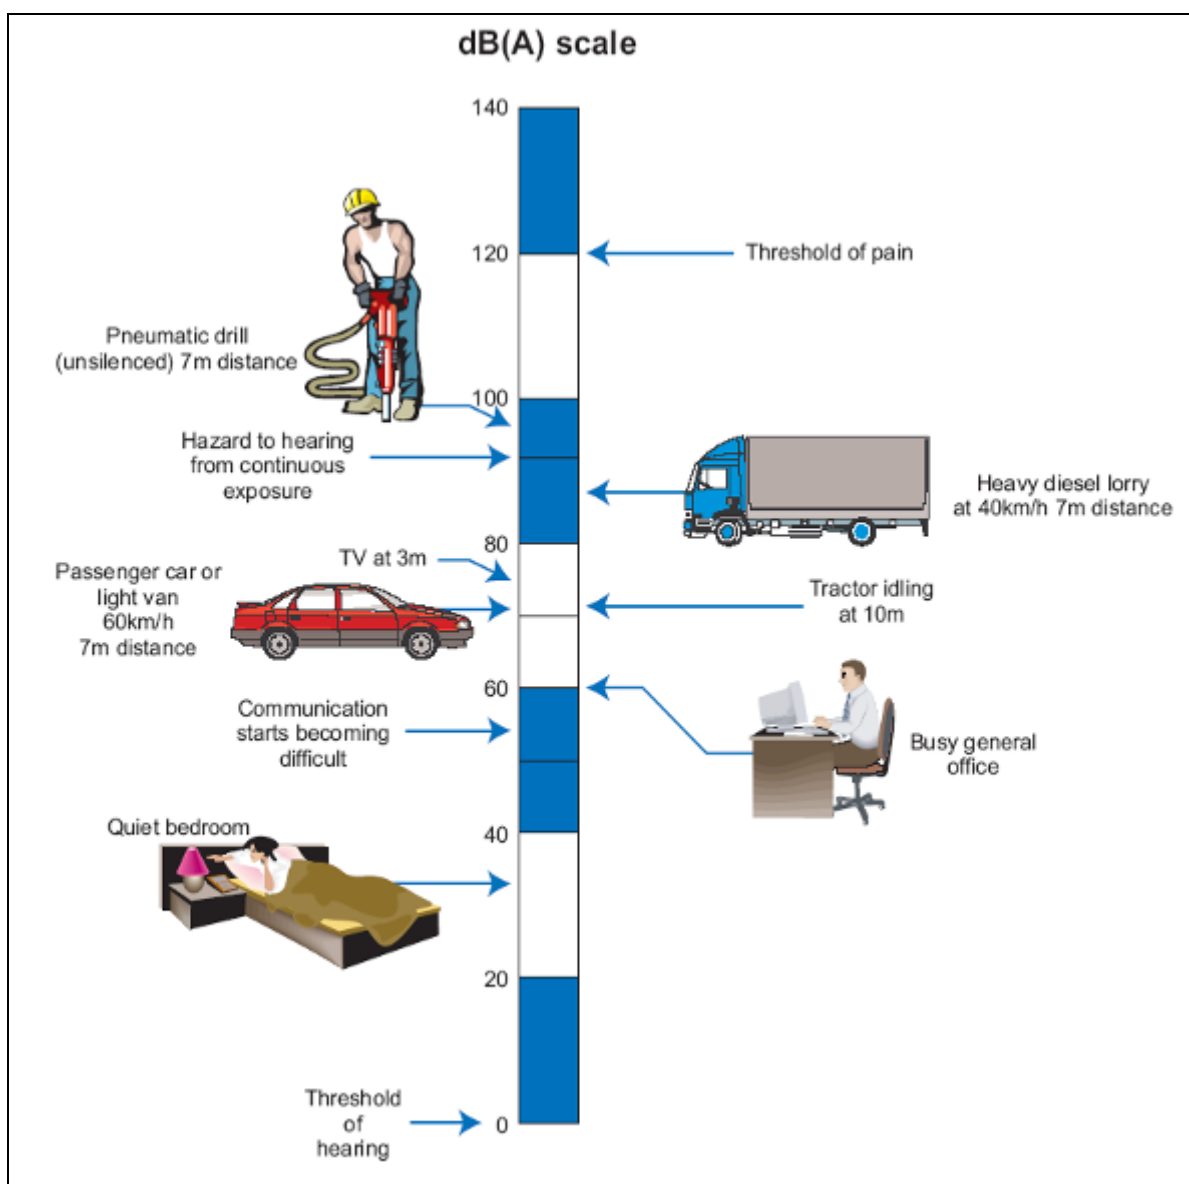 dB(A) scale
140
120
Threshold of pain
Pneumatic drill
(unsilenced) 7m distance
100
Hazard to hearing
from continuous
exposure
Heavy diesel lorry
at 40km/h 7m distance
80
TV at 3m
Passenger car or
light van
60km/h
7m distance
Tractor idling
at 10m
60
Communication
starts becoming
difficult
Busy general
office
40
Quiet bedroom
20
Threshold
of
hearing
0